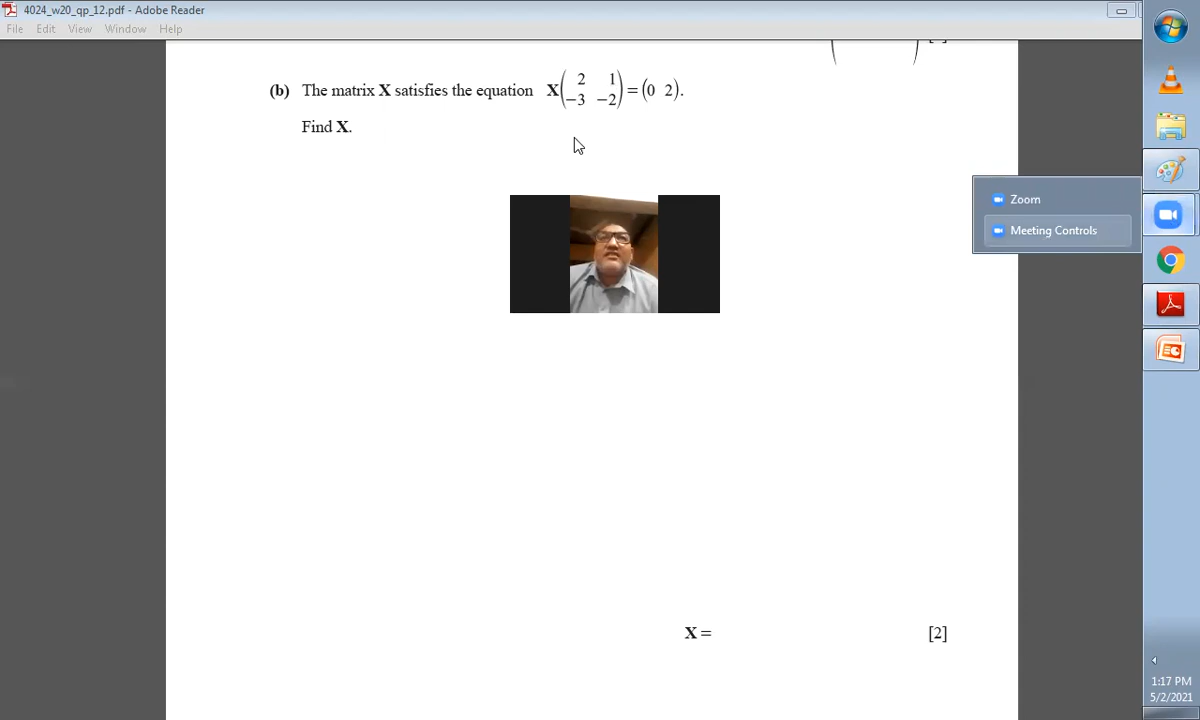 4024_w20_qp_12.pdf - Adobe Reader
File Edit View Window Help
(b) The matrix X satisfies the equation X ( 2 1 ) = (0 2).
−3 −2
Find X.
Zoom
Meeting Controls
X = [2]
1:17 PM
5/2/2021